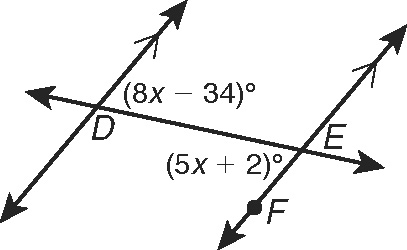 (8x − 34)°
D
E
(5x + 2)°
F